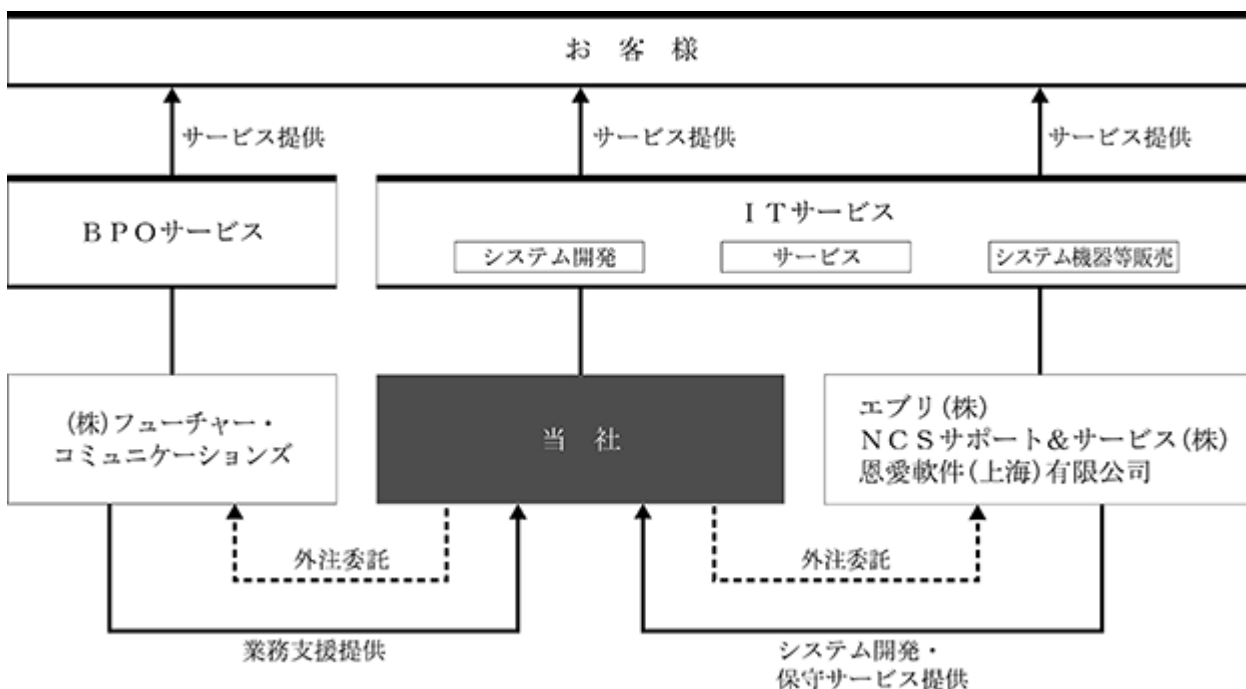 お 客 様
サービス提供
サービス提供
サービス提供
BPOサービス
ITサービス
システム開発
サービス
システム機器等販売
(株)フューチャー・
コミュニケーションズ
当 社
エブリ(株)
NCSサポート&サービス(株)
恩愛軟件(上海)有限公司
外注委託
外注委託
業務支援提供
システム開発・
保守サービス提供